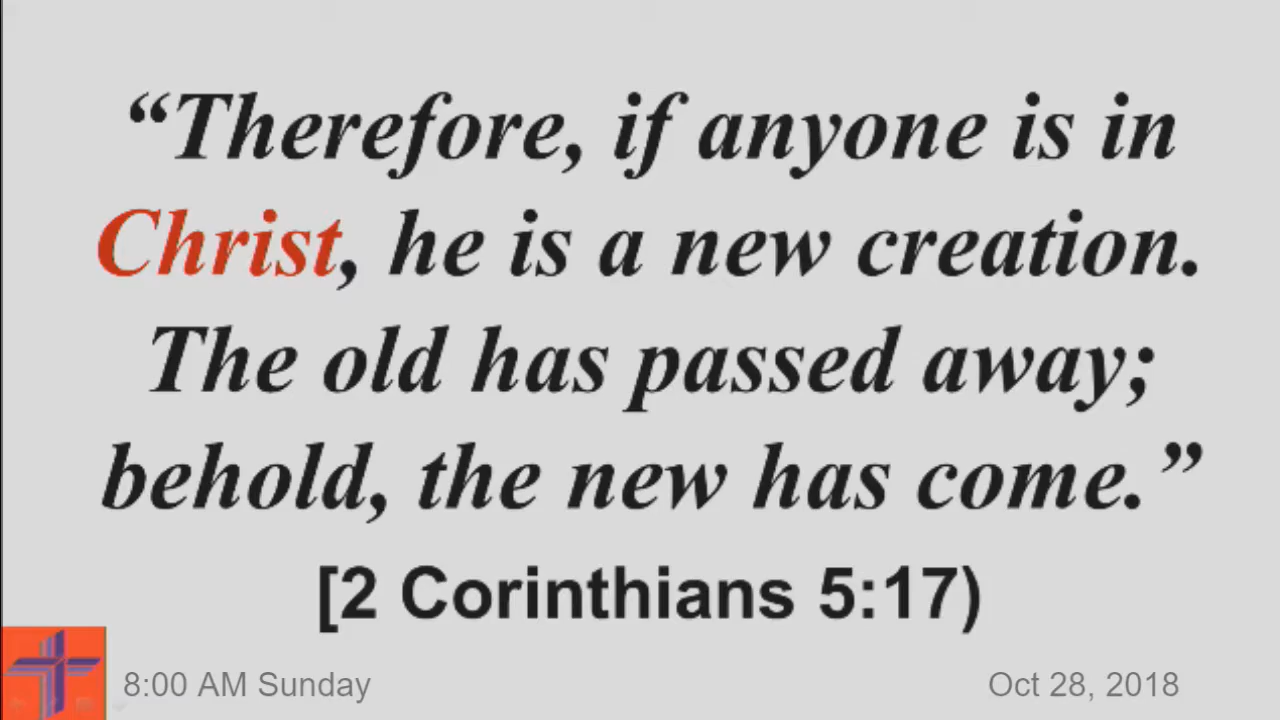 “Therefore, if anyone is in
Christ, he is a new creation.
The old has passed away;
behold, the new has come.”
[2 Corinthians 5:17)
8:00 AM Sunday
Oct 28, 2018